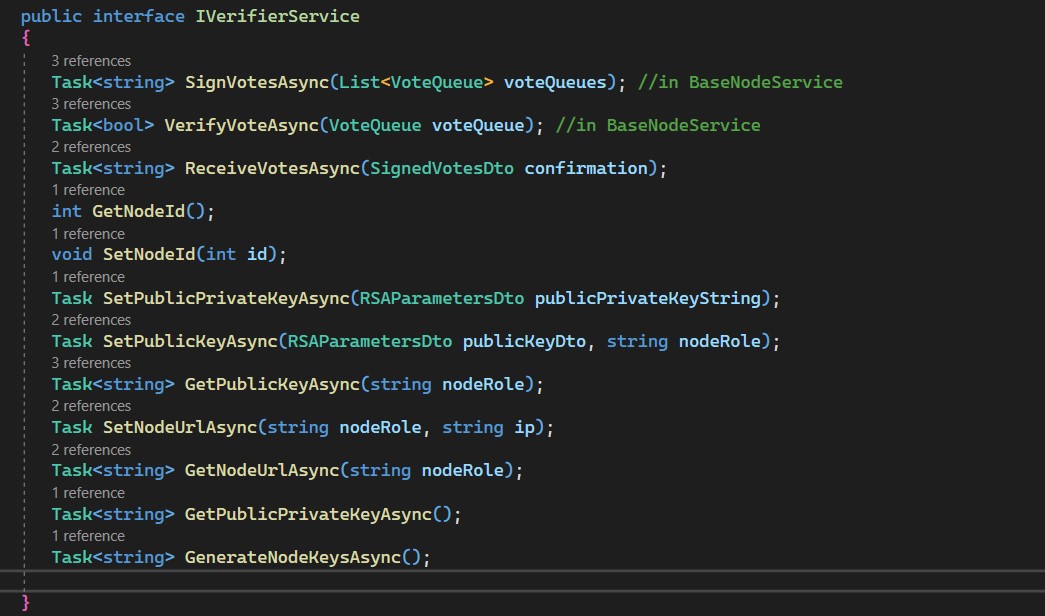 public interface IVerifierService
{
3 references
Task<string> SignVotesAsync(List<VoteQueue> voteQueues); //in BaseNodeService
3 references
Task<bool> VerifyVoteAsync(VoteQueue voteQueue); //in BaseNodeService
2 references
Task<string> ReceiveVotesAsync(SignedVotesDto confirmation);
1 reference
int GetNodeId();
1 reference
void SetNodeId(int id);
1 reference
Task SetPublicPrivateKeyAsync(RSAParametersDto publicPrivateKeyString);
2 references
Task SetPublicKeyAsync(RSAParametersDto publicKeyDto, string nodeRole);
3 references
Task<string> GetPublicKeyAsync(string nodeRole);
2 references
Task SetNodeUrlAsync(string nodeRole, string ip);
2 references
Task<string> GetNodeUrlAsync(string nodeRole);
1 reference
Task<string> GetPublicPrivateKeyAsync();
1 reference
Task<string> GenerateNodeKeysAsync();
}